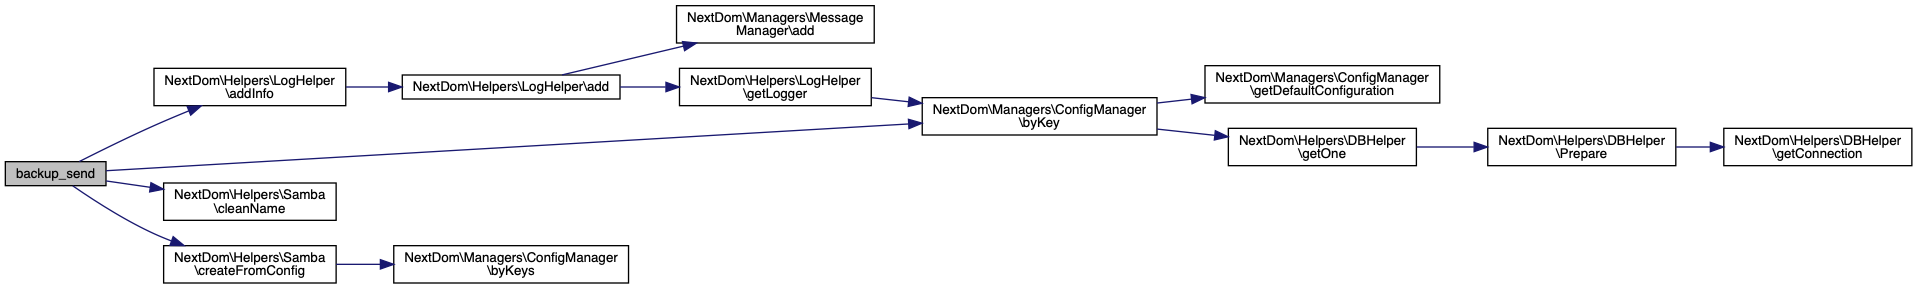 backup_send
NextDom\Helpers\LogHelper
\addInfo
NextDom\Helpers\LogHelper\add
NextDom\Managers\Message
Manager\add
NextDom\Helpers\LogHelper
\getLogger
NextDom\Managers\ConfigManager
\byKey
NextDom\Managers\ConfigManager
\getDefaultConfiguration
NextDom\Helpers\DBHelper
\getOne
NextDom\Helpers\DBHelper
\Prepare
NextDom\Helpers\DBHelper
\getConnection
NextDom\Helpers\Samba
\cleanName
NextDom\Helpers\Samba
\createFromConfig
NextDom\Managers\ConfigManager
\byKeys